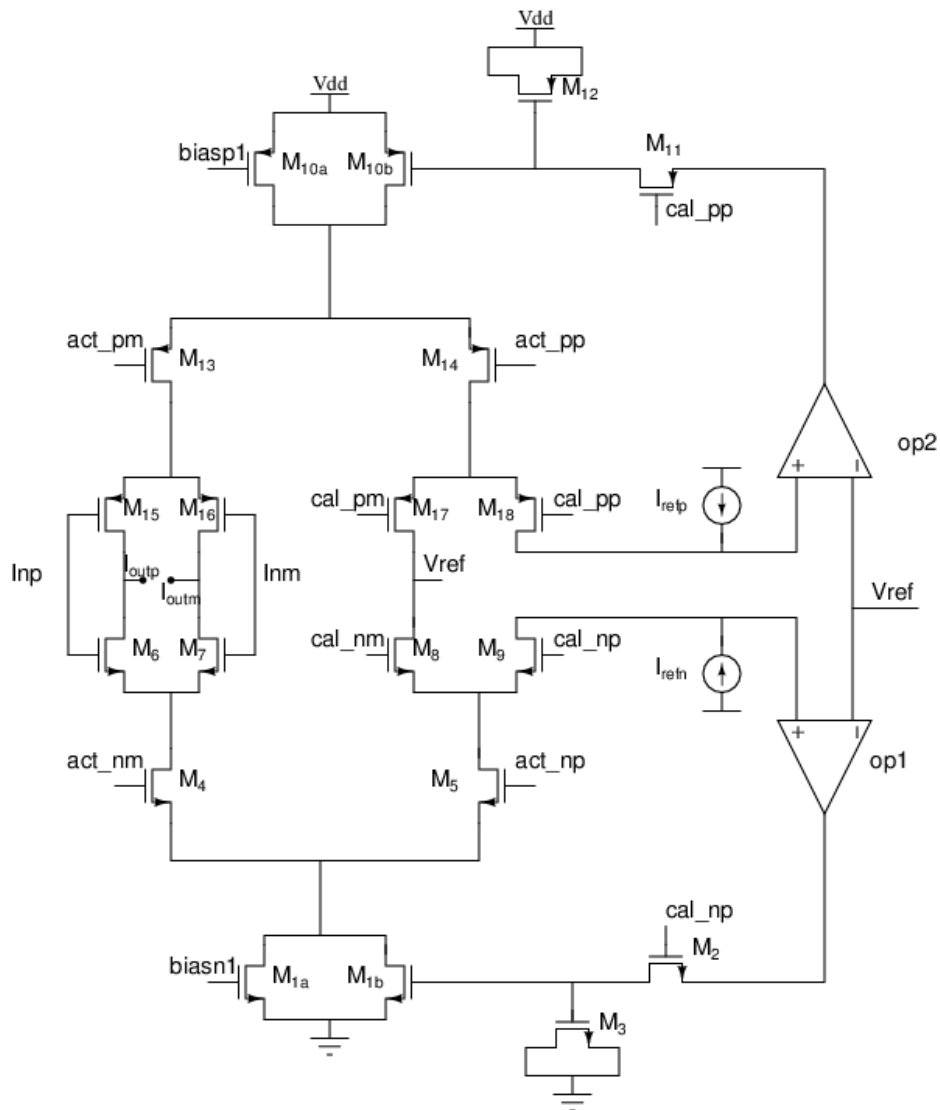 Vdd
Vdd
M12
M11
biasp1
M10a
M10b
cal_pp
act_pm
M13
M14
act_pp
op2
+
−
M15
M16
cal_pm
M17
M18
cal_pp
Irefp
Inp
Ioutp
Ioutm
Inm
Vref
Vref
M6
M7
cal_nm
M8
M9
cal_np
Irefn
+
−
act_nm
M4
M5
act_np
op1
cal_np
M2
biasn1
M1a
M1b
M3